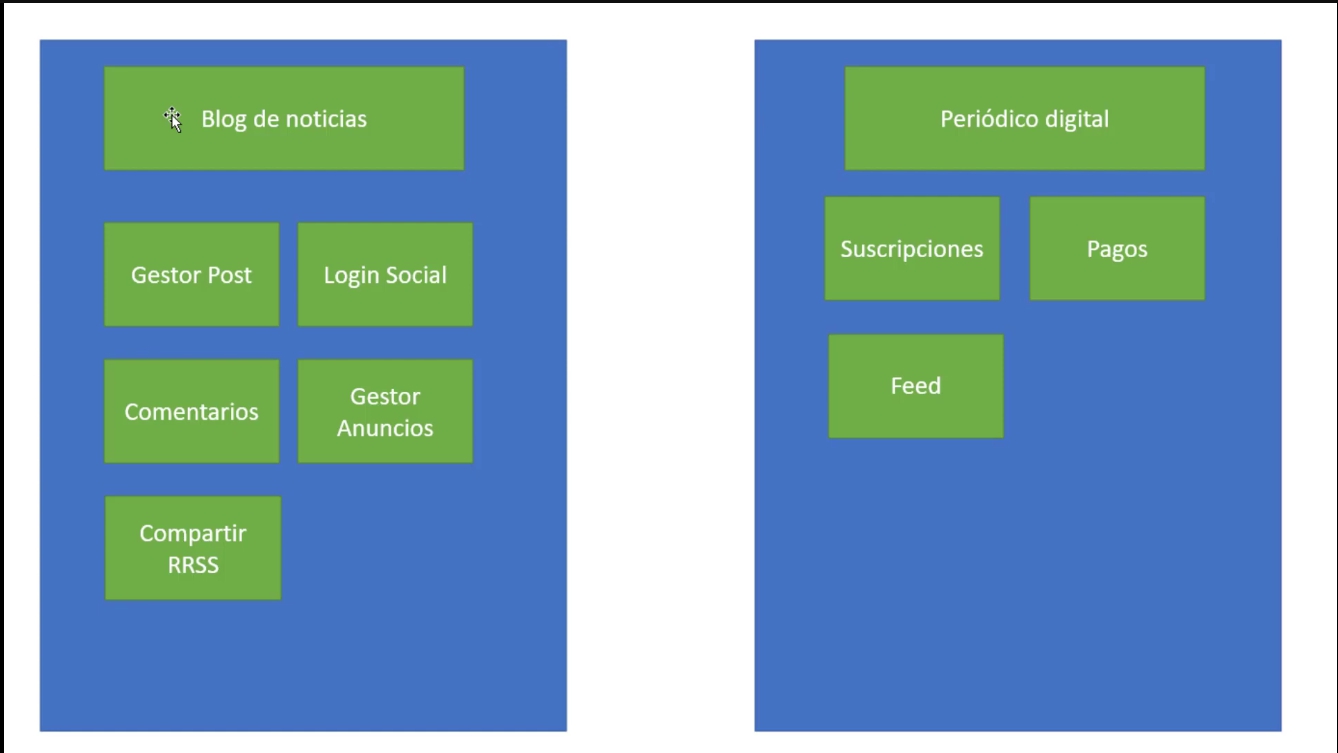 Blog de noticias
Gestor Post
Login Social
Comentarios
Gestor
Anuncios
Compartir
RRSS
Periódico digital
Suscripciones
Pagos
Feed